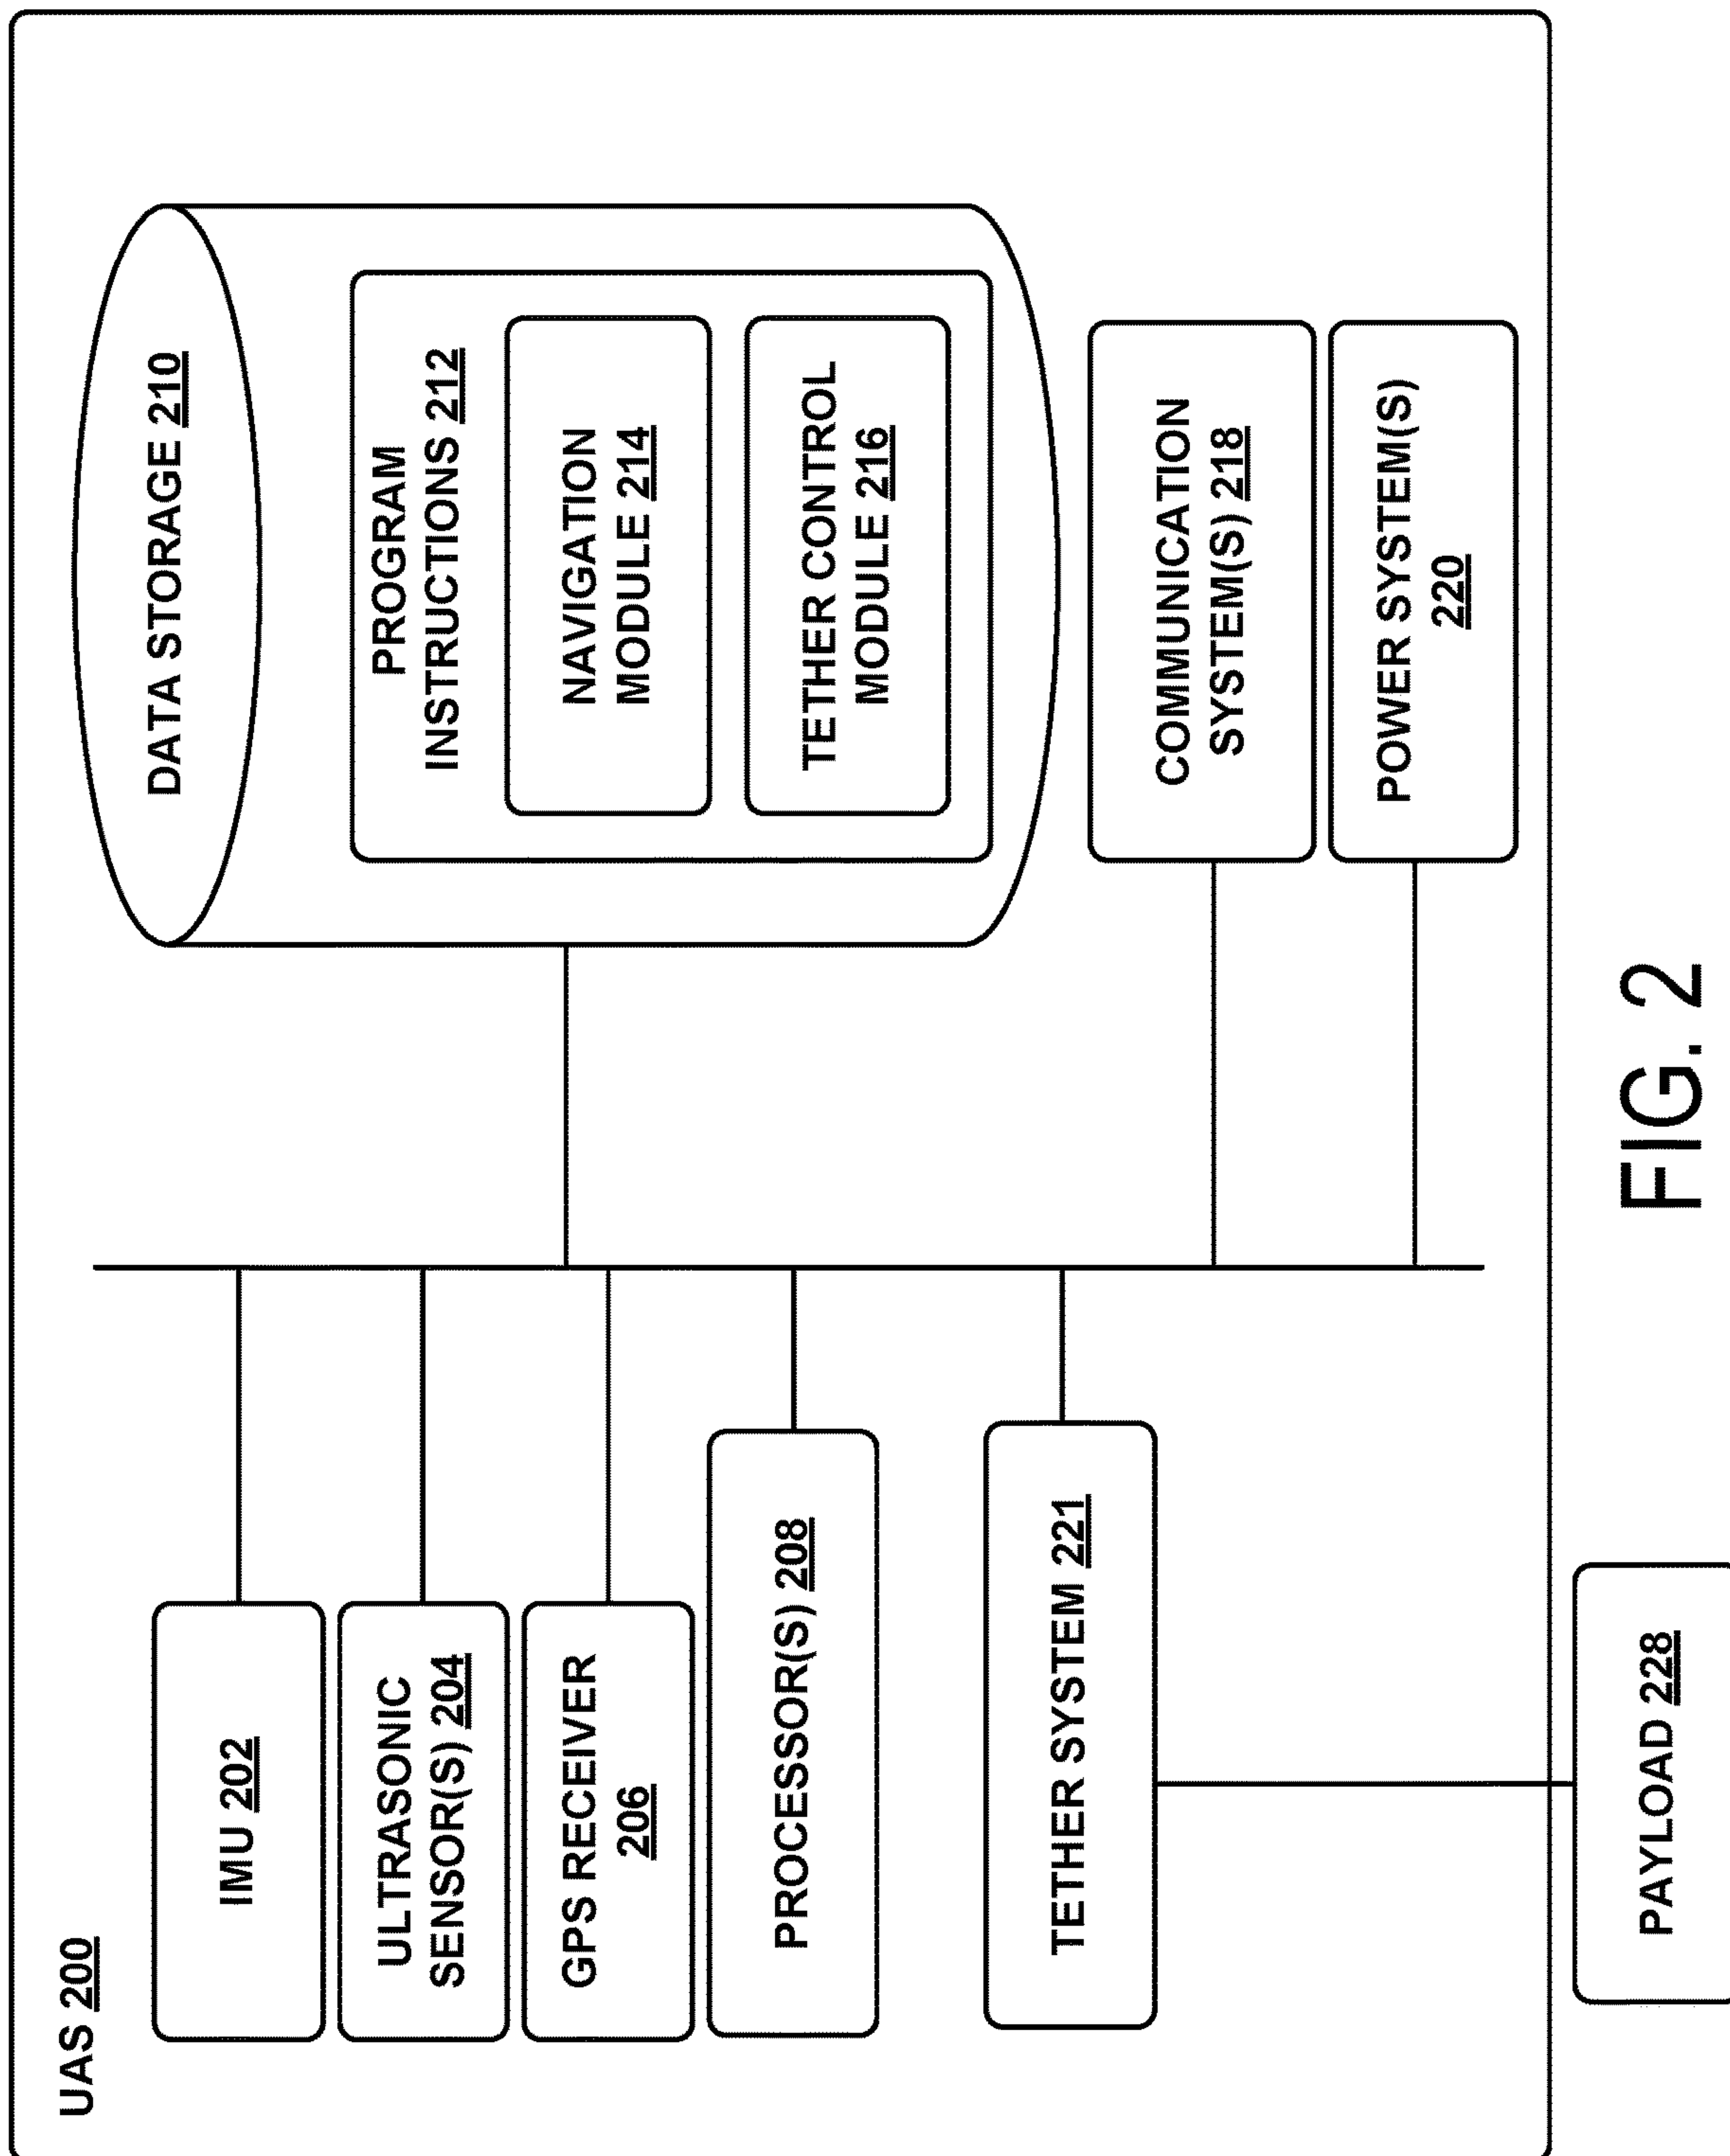 UAS 200
IMU 202
ULTRASONIC
SENSOR(S) 204
GPS RECEIVER
206
PROCESSOR(S) 208
TETHER SYSTEM 221
PAYLOAD 228
DATA STORAGE 210
PROGRAM
INSTRUCTIONS 212
NAVIGATION
MODULE 214
TETHER CONTROL
MODULE 216
COMMUNICATION
SYSTEM(S) 218
POWER SYSTEM(S)
220
FIG. 2